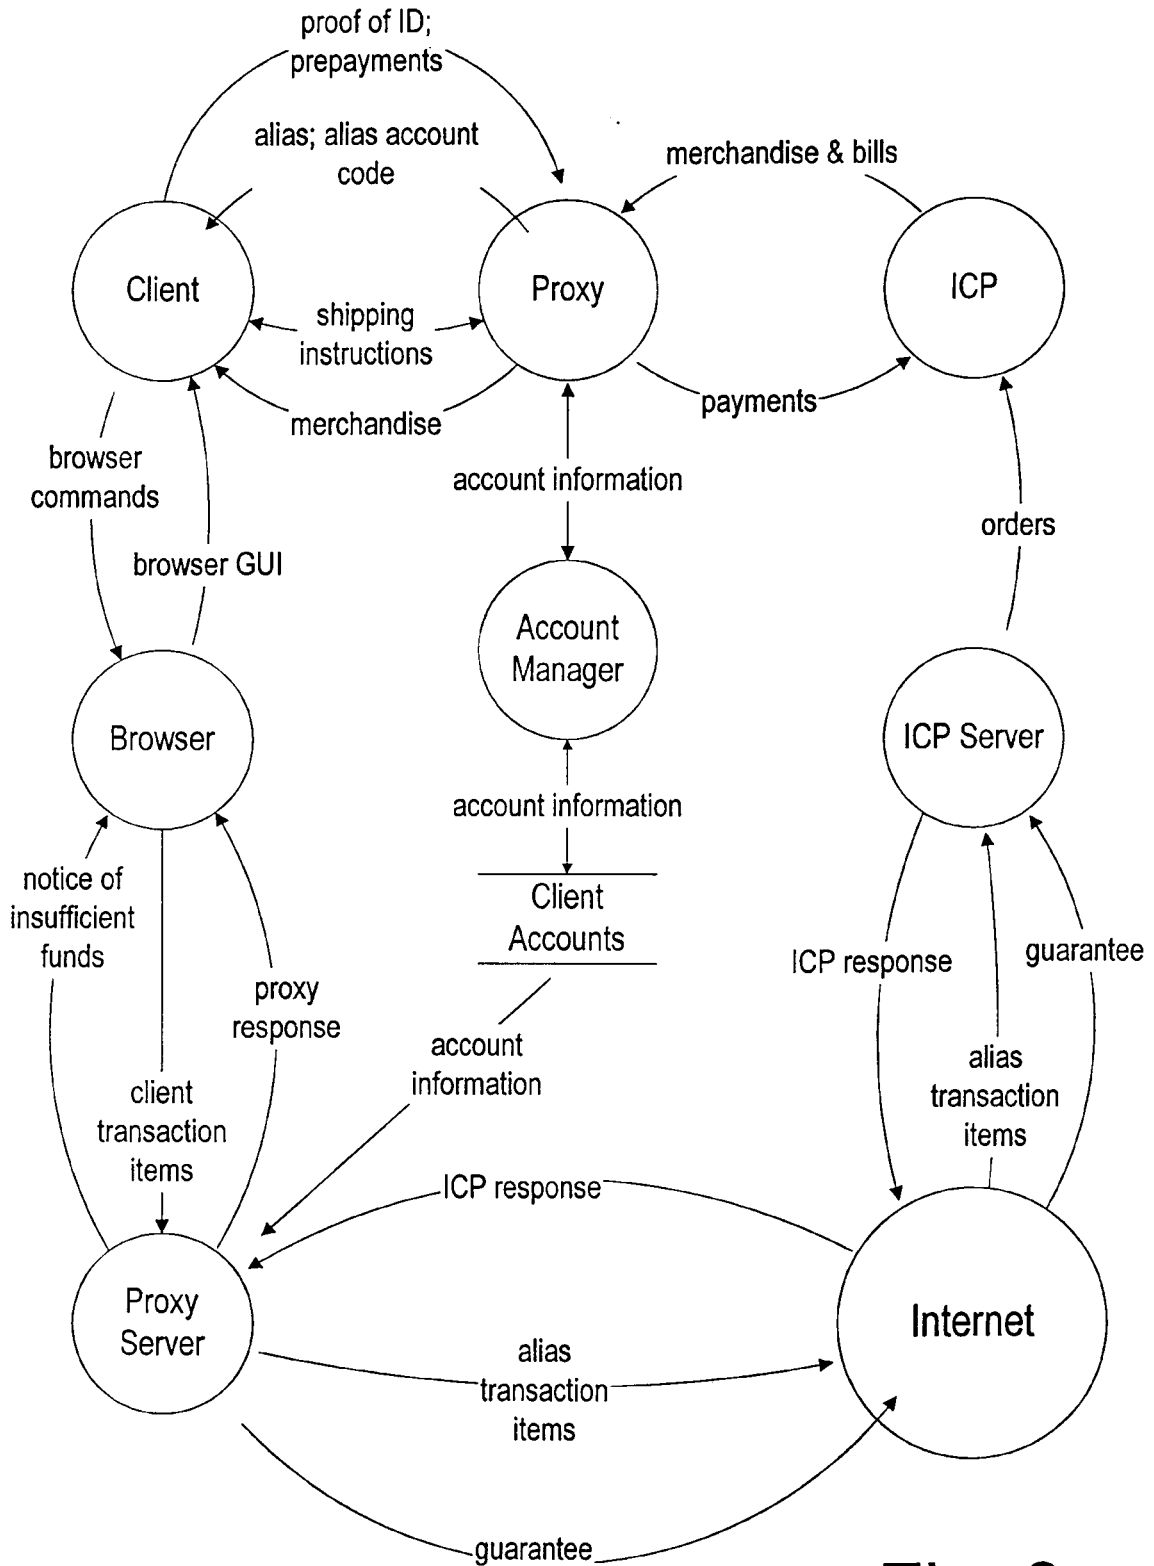 proof of ID;
prepayments
alias; alias account
code
merchandise & bills
Client
Proxy
ICP
shipping
instructions
merchandise
payments
browser
commands
account information
orders
browser GUI
Account
Manager
Browser
ICP Server
account information
notice of
insufficient
funds
Client
Accounts
ICP response
guarantee
proxy
response
account
information
alias
transaction
items
client
transaction
items
ICP response
Proxy
Server
Internet
alias
transaction
items
guarantee